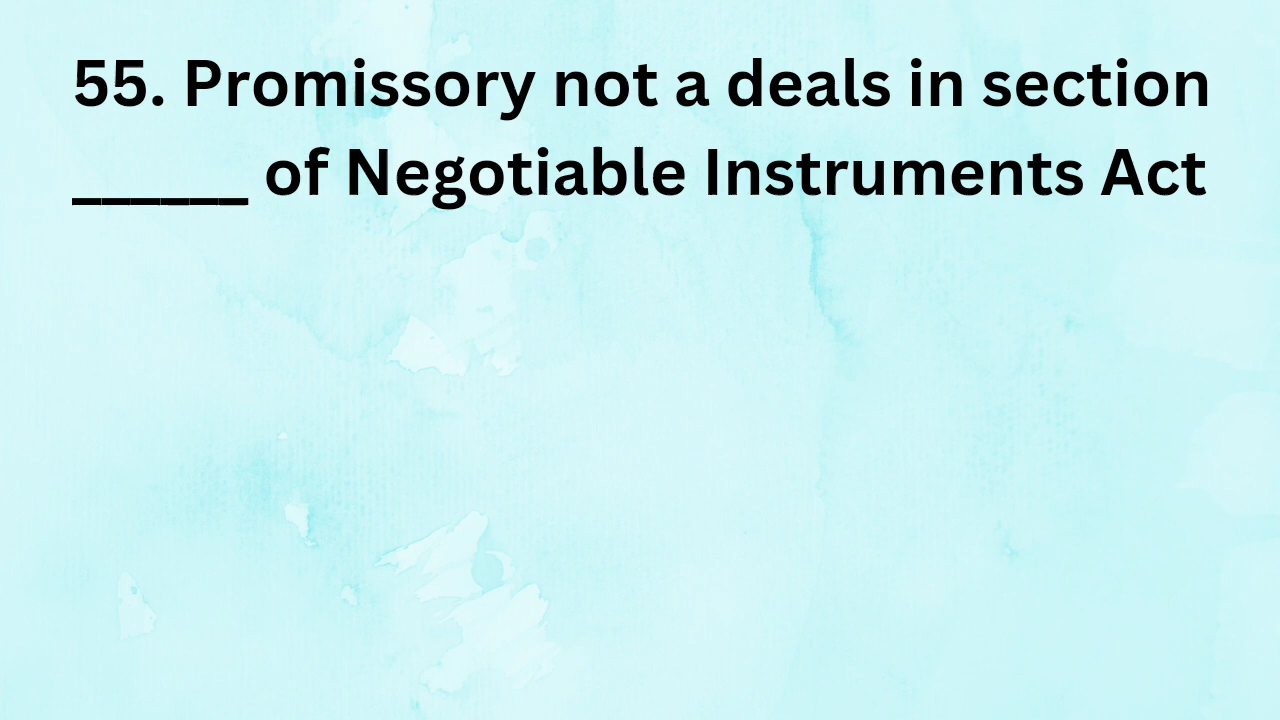 55. Promissory not a deals in section
______ of Negotiable Instruments Act